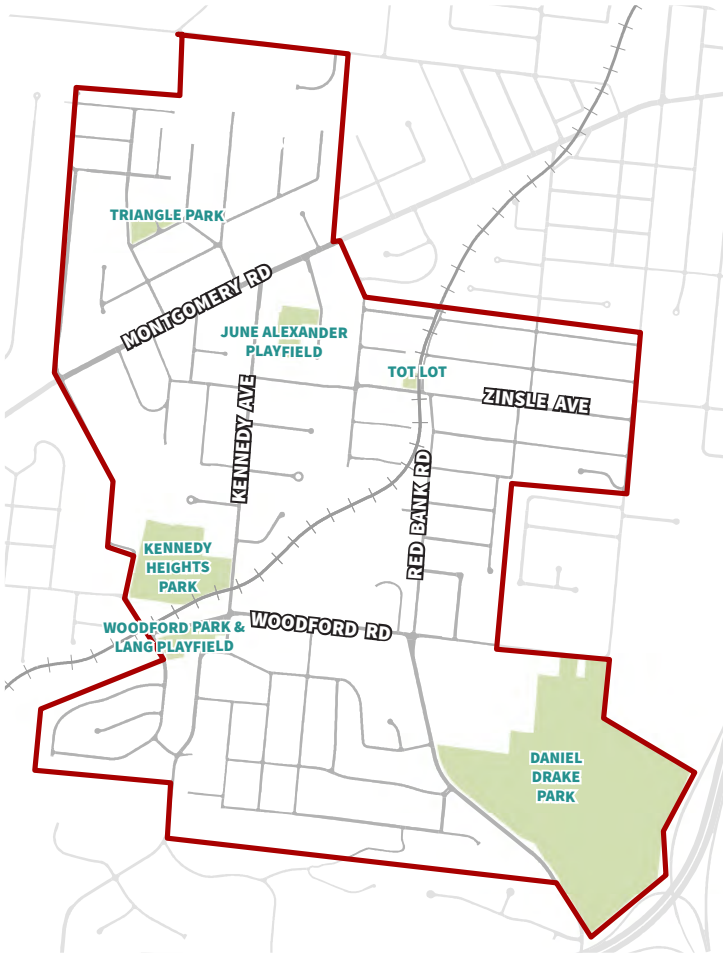 TRIANGLE PARK
MONTGOMERY RD
JUNE ALEXANDER
PLAYFIELD
TOT LOT
ZINSLE AVE
KENNEDY AVE
RED BANK RD
KENNEDY
HEIGHTS
PARK
WOODFORD PARK &
LANG PLAYFIELD
WOODFORD RD
DANIEL
DRAKE
PARK